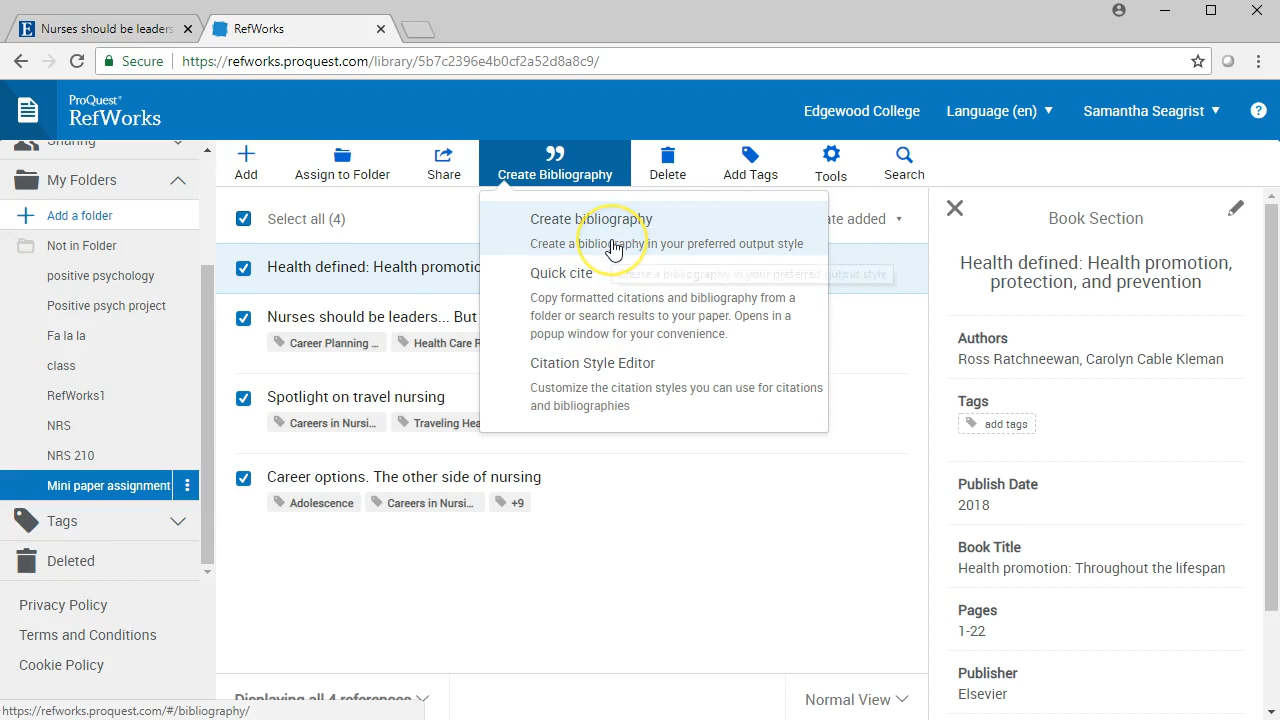 Nurses should be leaders
RefWorks
Secure
https://refworks.proquest.com/library/5b7c2396e4b0cf2a52d8a8c9/
ProQuest
RefWorks
Edgewood College
Language (en)
Samantha Seagrist
Sharing
My Folders
Add a folder
Not in Folder
positive psychology
Positive psych project
Fa la la
class
RefWorks1
NRS
NRS 210
Mini paper assignment
Tags
Deleted
Privacy Policy
Terms and Conditions
Cookie Policy
https://refworks.proquest.com/#/bibliography/
Add
Assign to Folder
Share
Create Bibliography
Delete
Add Tags
Tools
Search
Select all (4)
ate added
Create bibliography
Create a bibliography in your preferred output style
Quick cite
Create a bibliography in your preferred output style
Copy formatted citations and bibliography from a
folder or search results to your paper. Opens in a
popup window for your convenience.
Citation Style Editor
Customize the citation styles you can use for citations
and bibliographies
Health defined: Health promotio
Nurses should be leaders... But
Career Planning ...
Health Care R
Spotlight on travel nursing
Careers in Nursi...
Traveling Hea
Career options. The other side of nursing
Adolescence
Careers in Nursi...
+9
Displaying all 4 references
Normal View
Book Section
Health defined: Health promotion,
protection, and prevention
Authors
Ross Ratchneewan, Carolyn Cable Kleman
Tags
add tags
Publish Date
2018
Book Title
Health promotion: Throughout the lifespan
Pages
1-22
Publisher
Elsevier